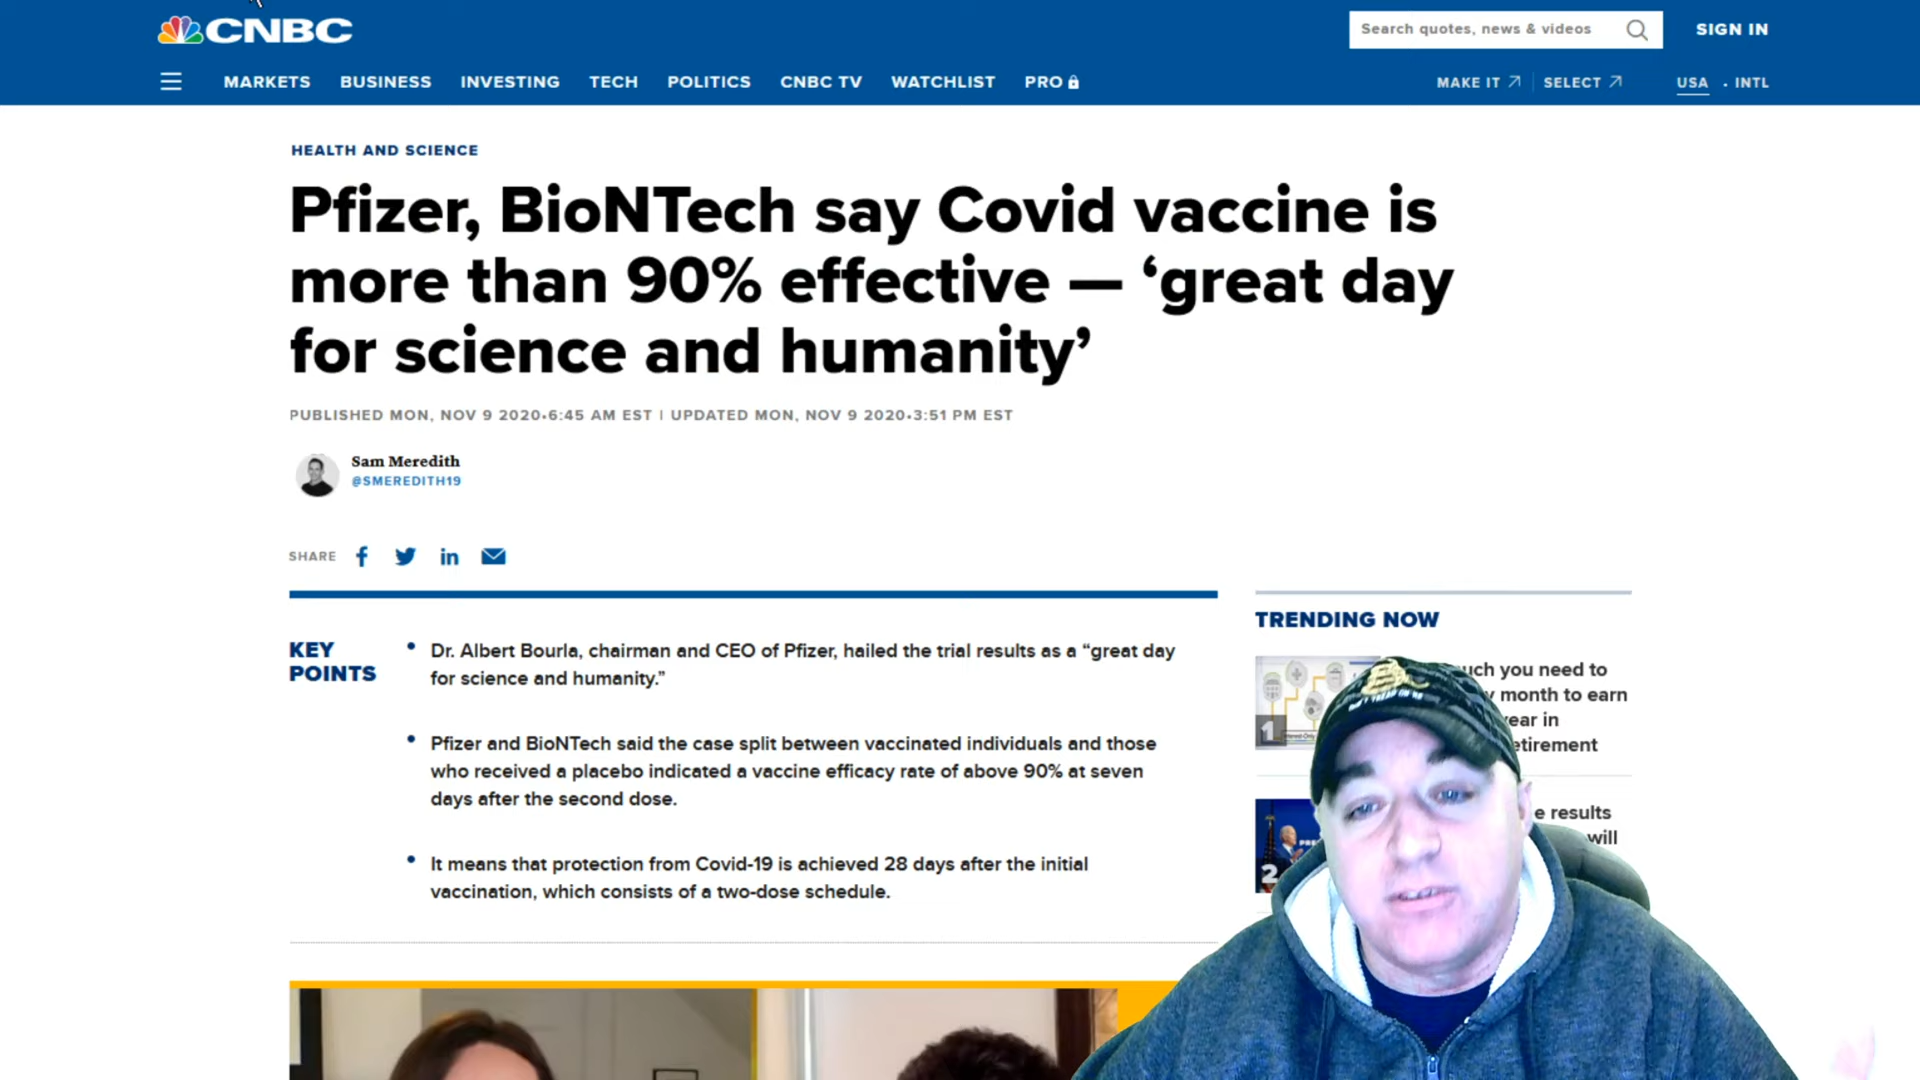 CNBC
Search quotes, news & videos
SIGN IN
MARKETS BUSINESS INVESTING TECH POLITICS CNBC TV WATCHLIST PRO
MAKE IT SELECT USA · INTL
HEALTH AND SCIENCE
Pfizer, BioNTech say Covid vaccine is
more than 90% effective — ‘great day
for science and humanity’
PUBLISHED MON, NOV 9 2020•6:45 AM EST | UPDATED MON, NOV 9 2020•3:51 PM EST
Sam Meredith
@SMEREDITH19
SHARE
KEY
POINTS
• Dr. Albert Bourla, chairman and CEO of Pfizer, hailed the trial results as a “great day
for science and humanity.”
• Pfizer and BioNTech said the case split between vaccinated individuals and those
who received a placebo indicated a vaccine efficacy rate of above 90% at seven
days after the second dose.
• It means that protection from Covid-19 is achieved 28 days after the initial
vaccination, which consists of a two-dose schedule.
TRENDING NOW
1
you need to
month to earn
in
2
results
will